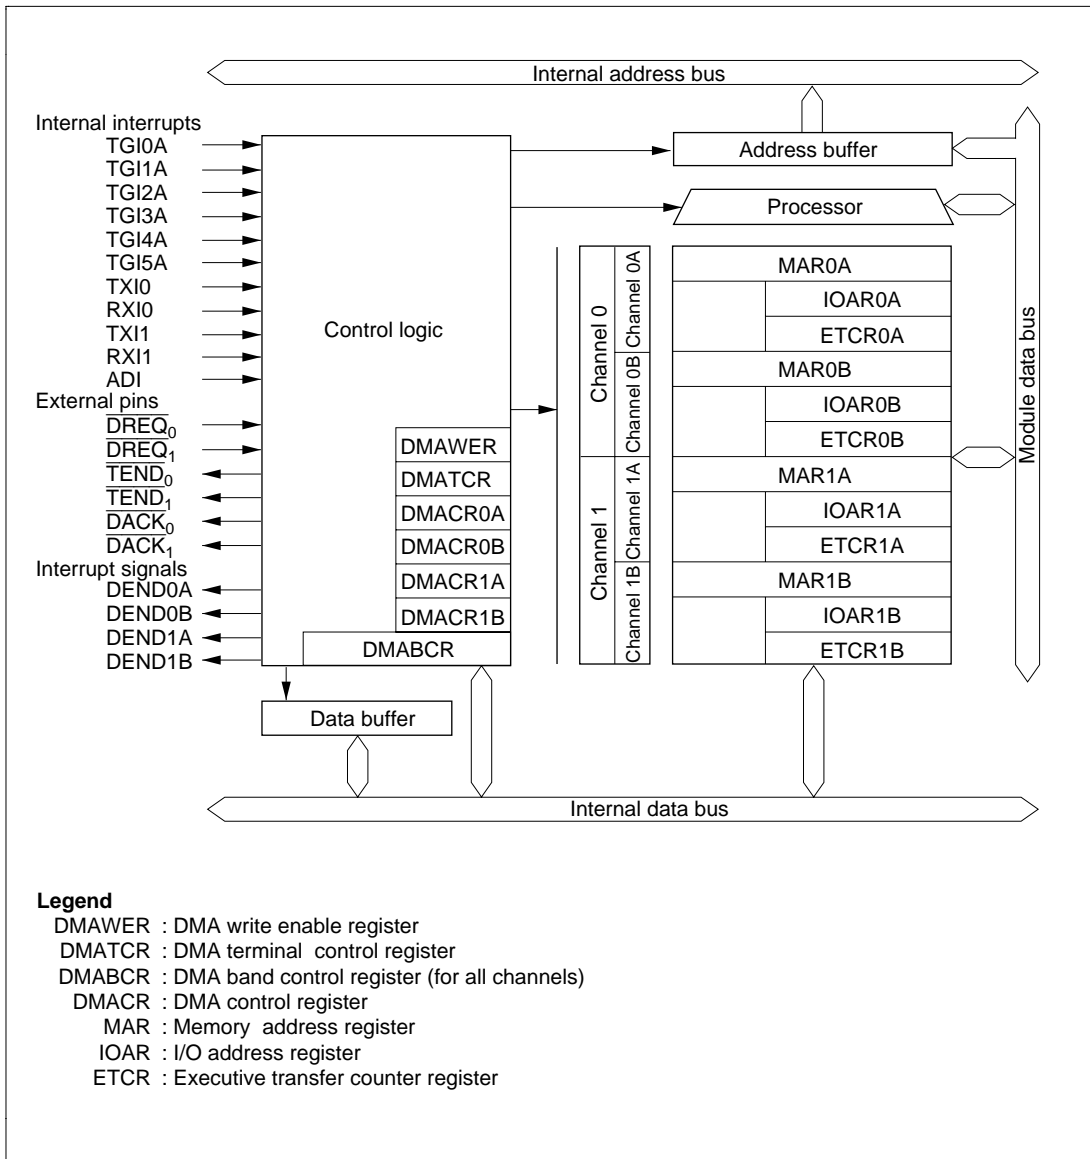 Internal address bus
Internal interrupts
TGI0A
TGI1A
TGI2A
TGI3A
TGI4A
TGI5A
TXI0
RXI0
TXI1
RXI1
ADI
External pins
DREQ0
DREQ1
TEND0
TEND1
DACK0
DACK1
Interrupt signals
DEND0A
DEND0B
DEND1A
DEND1B
Control logic
DMAWER
DMATCR
DMACR0A
DMACR0B
DMACR1A
DMACR1B
DMABCR
Data buffer
Address buffer
Processor
Channel 0
Channel 0A
Channel 0B
Channel 1
Channel 1A
Channel 1B
MAR0A
IOAR0A
ETCR0A
MAR0B
IOAR0B
ETCR0B
MAR1A
IOAR1A
ETCR1A
MAR1B
IOAR1B
ETCR1B
Module data bus
Internal data bus
Legend
DMAWER : DMA write enable register
DMATCR : DMA terminal control register
DMABCR : DMA band control register (for all channels)
DMACR : DMA control register
MAR : Memory address register
IOAR : I/O address register
ETCR : Executive transfer counter register